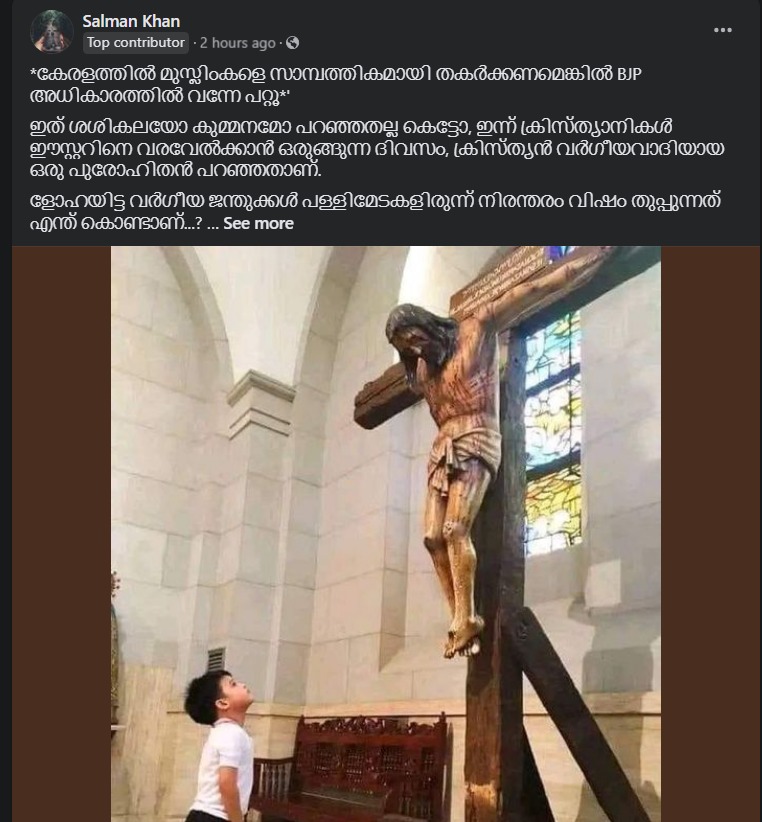 Salman Khan
Top contributor · 2 hours ago ·
*കേരളത്തിൽ മുസ്ലിംകളെ സാമ്പത്തികമായി തകർക്കണമെങ്കിൽ BJP
അധികാരത്തിൽ വന്നേ പറ്റൂ*'
ഇത് ശശികലയോ കുമ്മനമോ പറഞ്ഞതല്ല കെട്ടോ, ഇന്ന് ക്രിസ്ത്യാനികൾ
ഈസ്റ്ററിനെ വരവേൽക്കാൻ ഒരുങ്ങുന്ന ദിവസം, ക്രിസ്ത്യൻ വർഗീയവാദിയായ
ഒരു പുരോഹിതൻ പറഞ്ഞതാണ്.
ളോഹയിട്ട വർഗീയ ജന്തുക്കൾ പള്ളിമേടകളിരുന്ന് നിരന്തരം വിഷം തുപ്പുന്നത്
എന്ത് കൊണ്ടാണ്...? ... See more